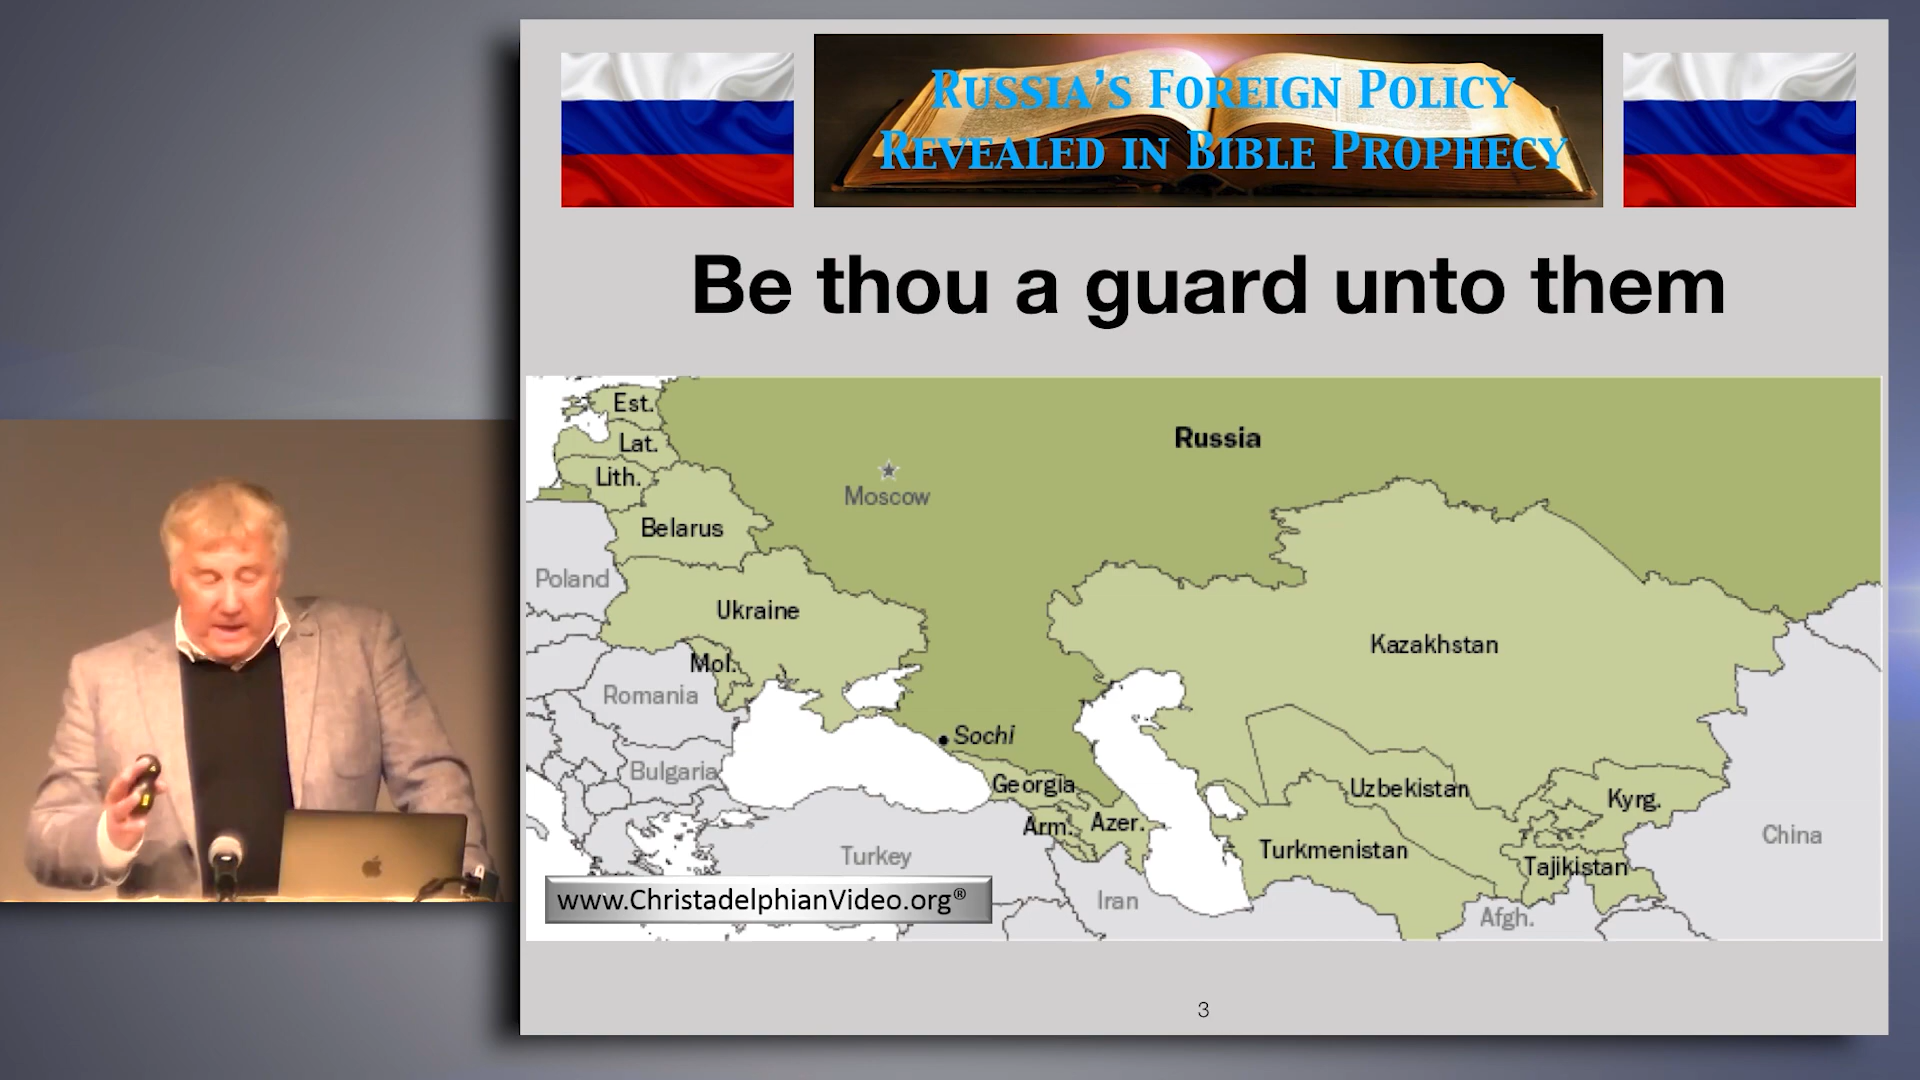 RUSSIA'S FOREIGN POLICY
REVEALED IN BIBLE PROPHECY
Be thou a guard unto them
Est.
Lat.
Lith.
Russia
Moscow
Belarus
Poland
Ukraine
Mol.
Romania
Kazakhstan
Sochi
Bulgaria
Georgia
Uzbekistan
Kyrg.
Arm.
Azer.
Turkey
Turkmenistan
Tajikistan
China
www.ChristadelphianVideo.org®
Iran
Afgh.
3